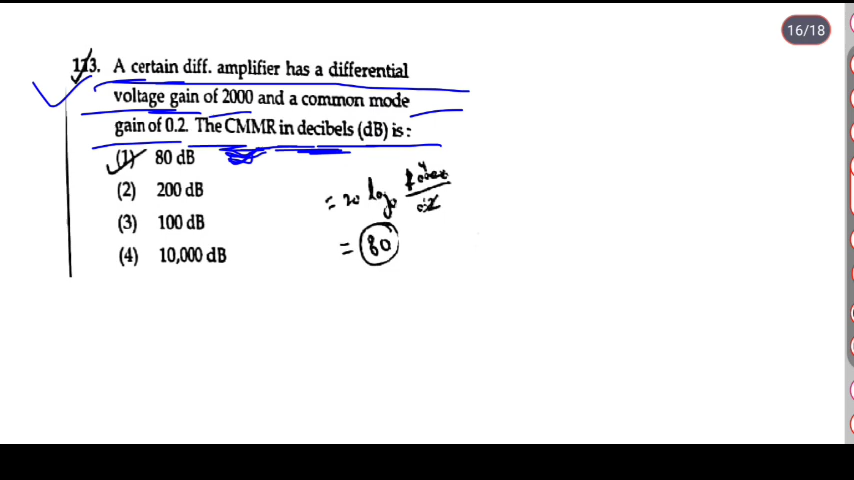 16/18
113. A certain diff. amplifier has a differential
voltage gain of 2000 and a common mode
gain of 0.2. The CMMR in decibels (dB) is :
(1) 80 dB
(2) 200 dB
(3) 100 dB
(4) 10,000 dB
= 20 log
= 80